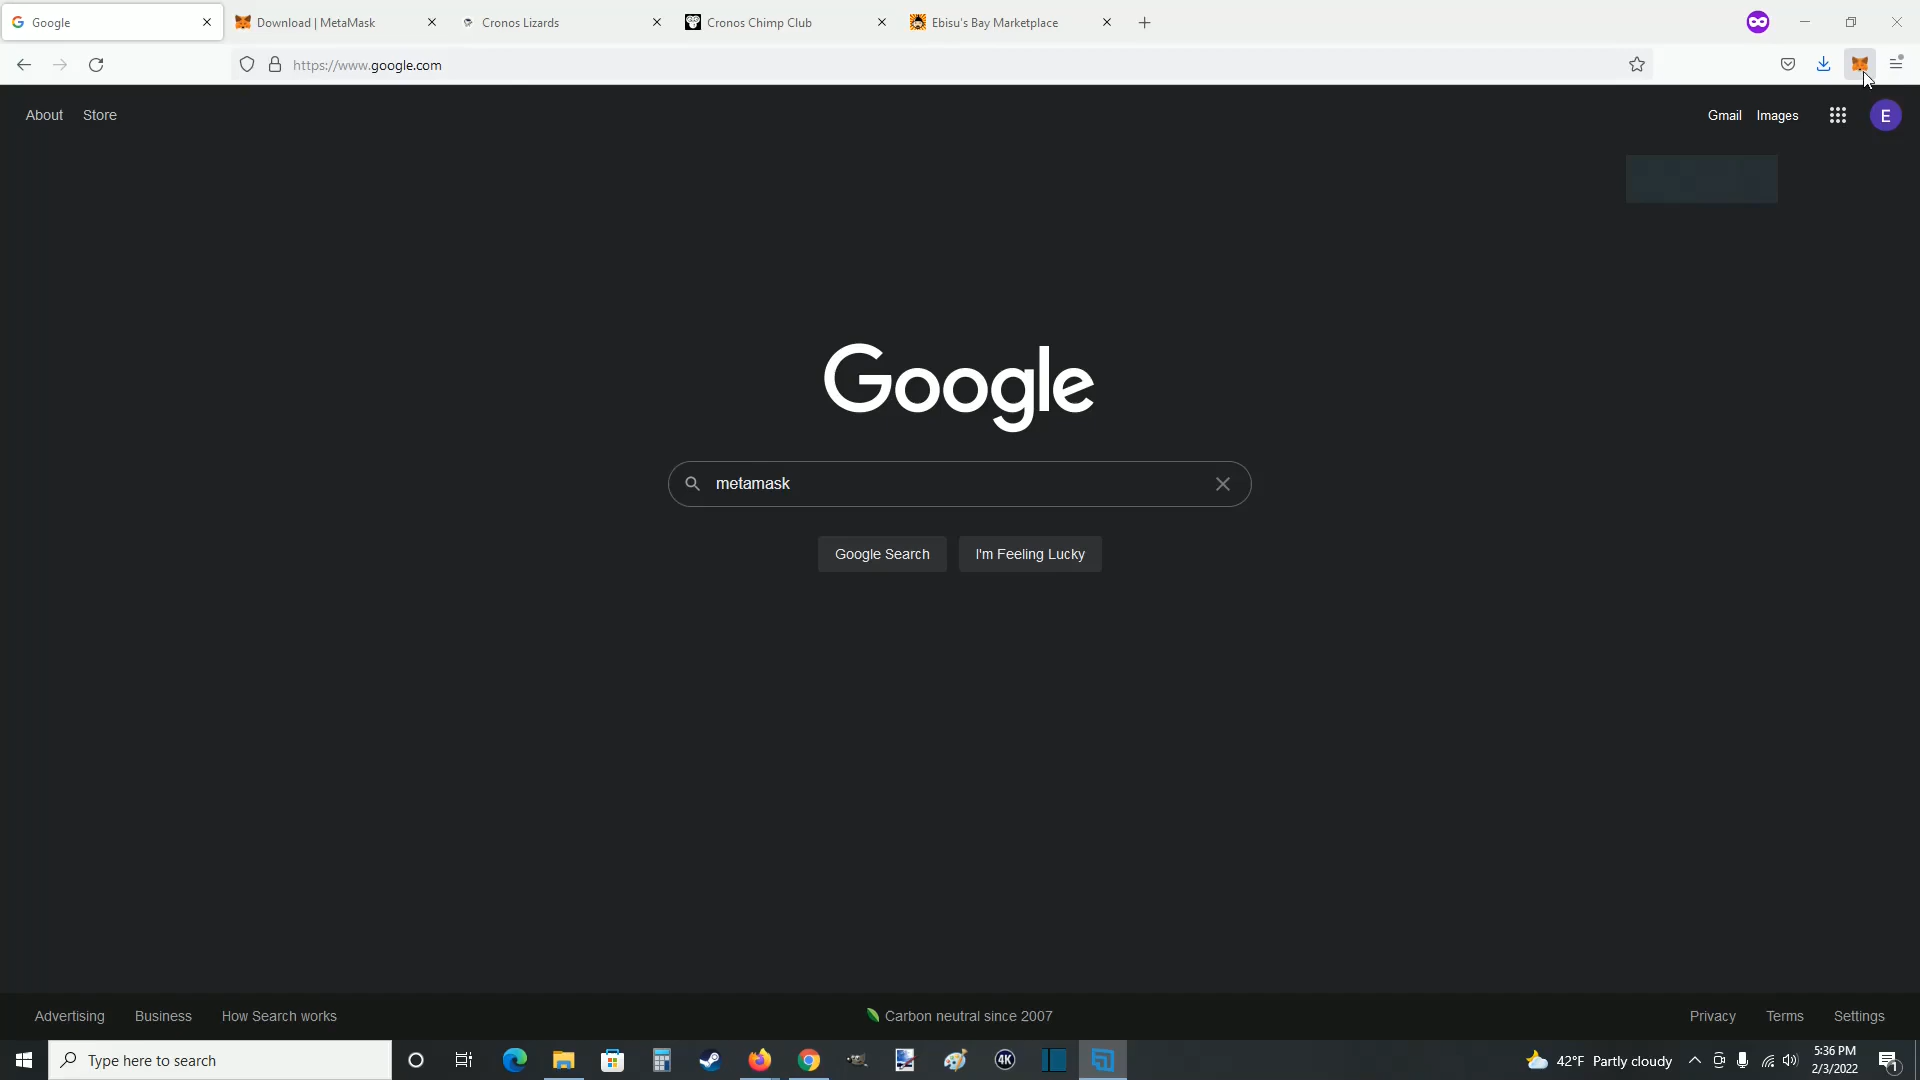 Google
Download | MetaMask
Cronos Lizards
Cronos Chimp Club
Ebisu's Bay Marketplace
https://www.google.com
About
Store
Gmail
Images
E
Google
metamask
Google Search
I'm Feeling Lucky
Advertising
Business
How Search works
Carbon neutral since 2007
Privacy
Terms
Settings
Type here to search
4K
42°F Partly cloudy
5:36 PM
2/3/2022
1